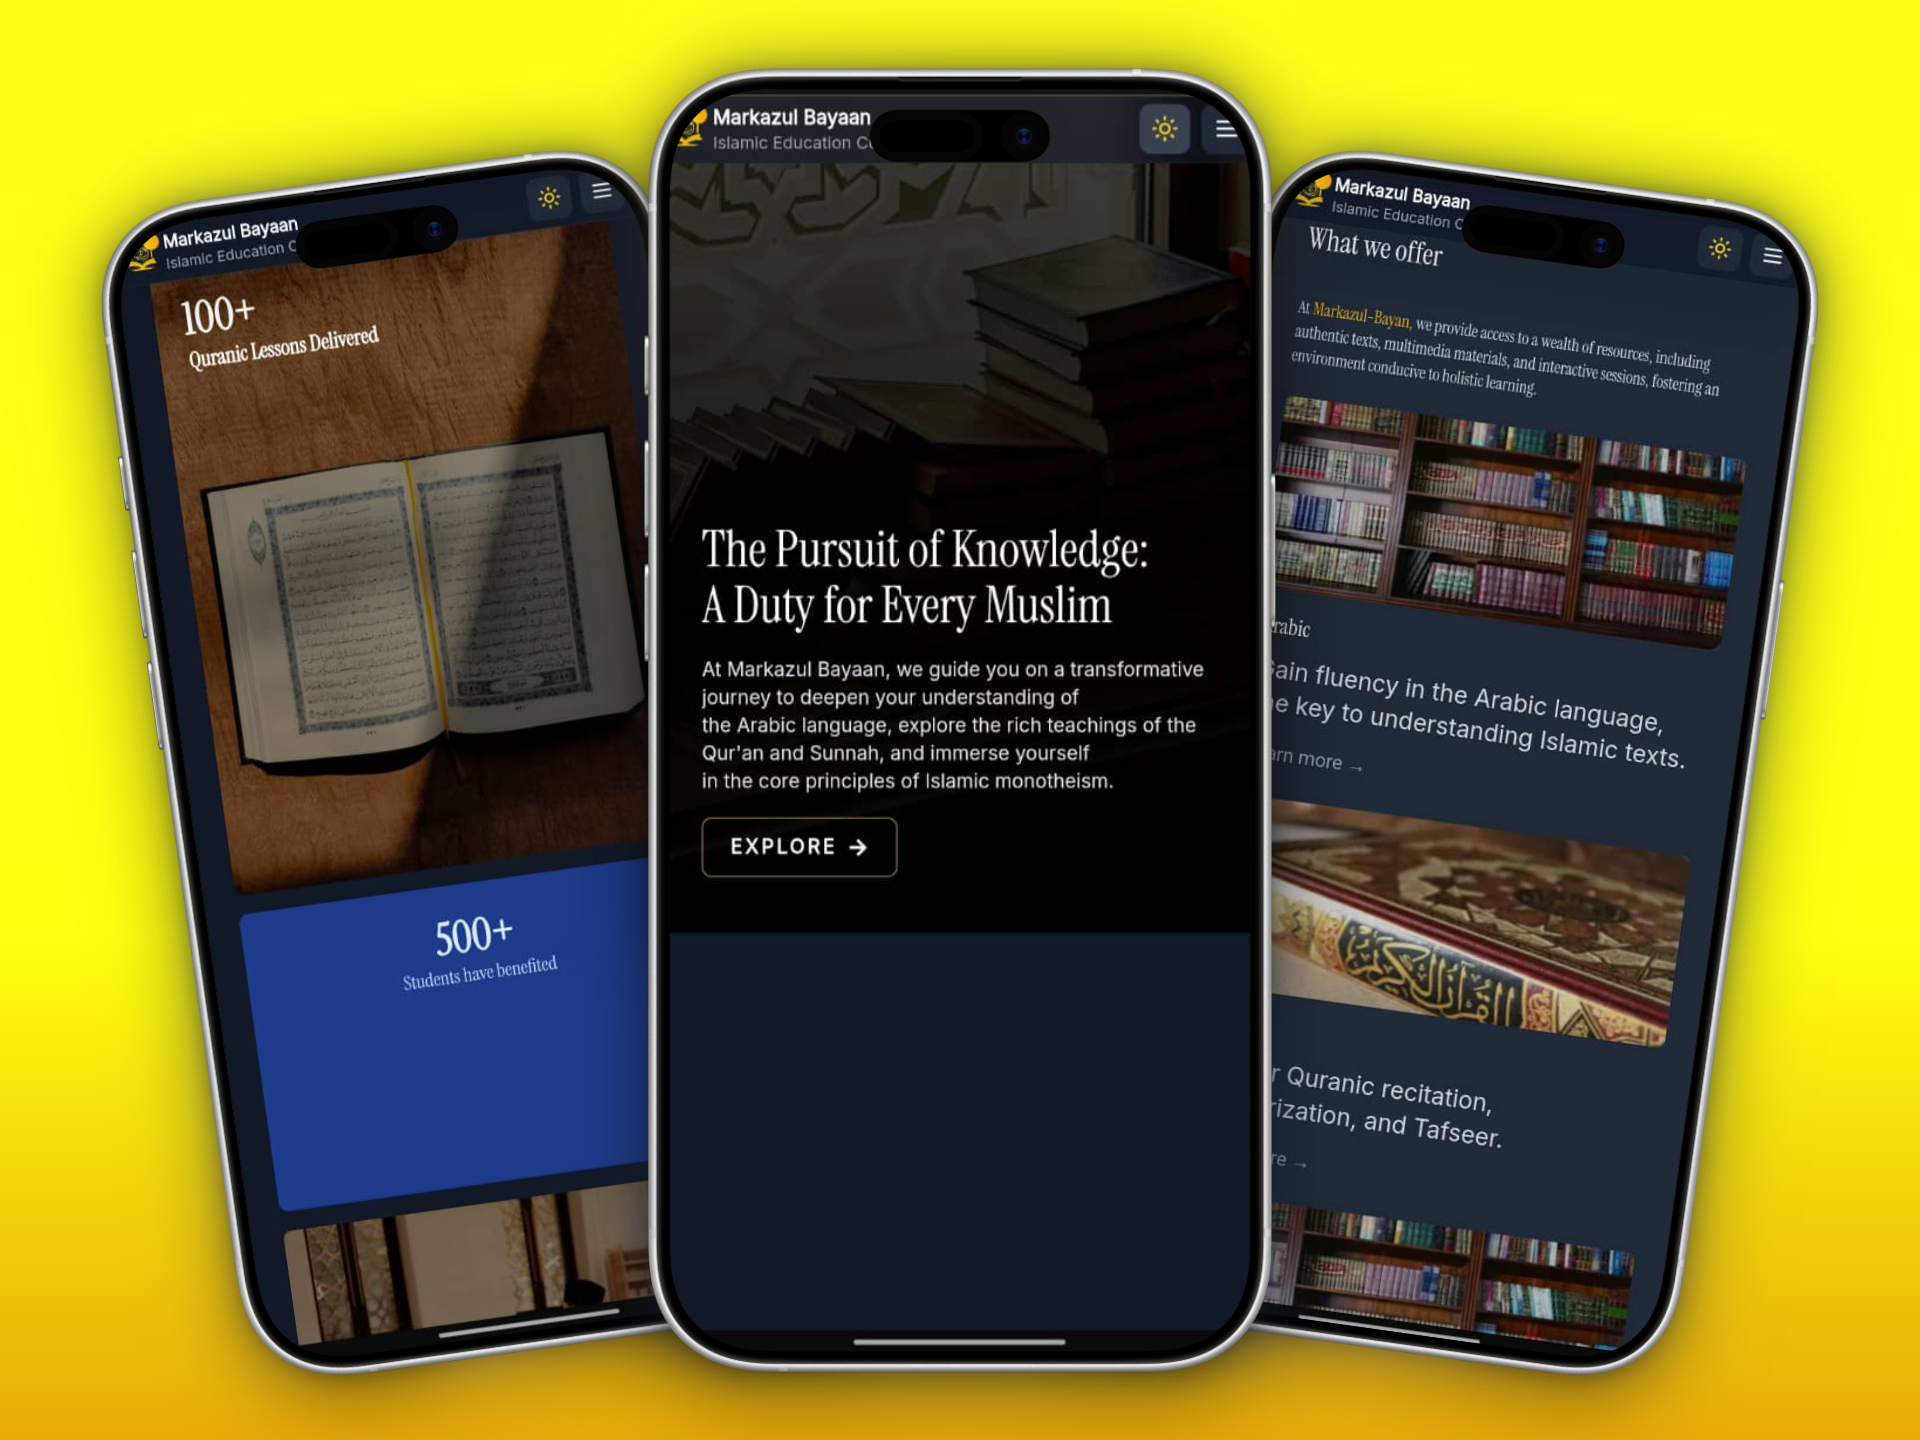 Markazul Bayaan
Islamic Education C
100+
Quranic Lessons Delivered
500+
Students have benefited
Markazul Bayaan
Islamic Education Co
The Pursuit of Knowledge:
A Duty for Every Muslim
At Markazul Bayaan, we guide you on a transformative
journey to deepen your understanding of
the Arabic language, explore the rich teachings of the
Qur'an and Sunnah, and immerse yourself
in the core principles of Islamic monotheism.
EXPLORE →
Markazul Bayaan
Islamic Education C
What we offer
At Markazul-Bayan, we provide access to a wealth of resources, including
authentic texts, multimedia materials, and interactive sessions, fostering an
environment conducive to holistic learning.
rabic
Gain fluency in the Arabic language,
e key to understanding Islamic texts.
arn more →
القرآن الكريم
r Quranic recitation,
rization, and Tafseer.
re →